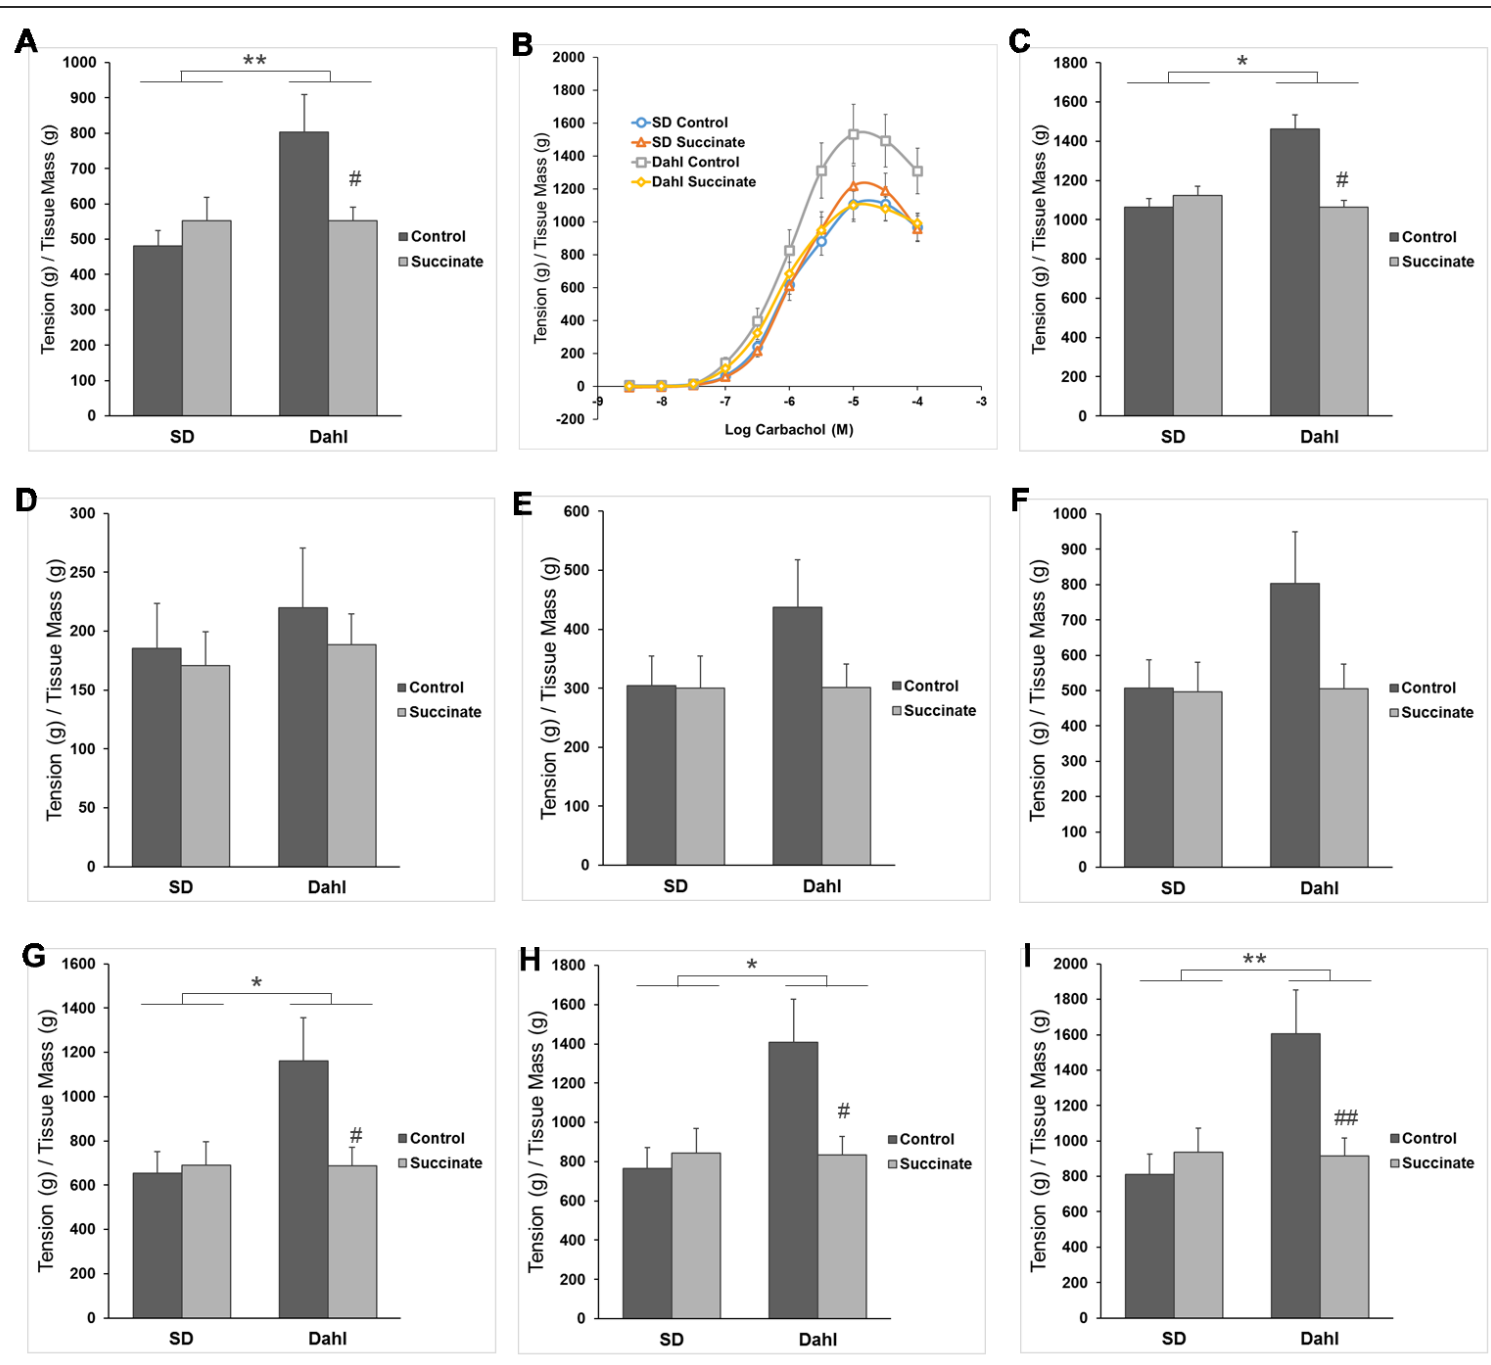 A
Tension (g) / Tissue Mass (g)
1000
900
800
700
600
500
400
300
200
100
0
**
#
SD
Dahl
Control
Succinate
B
Tension (g) / Tissue Mass (g)
2000
1800
1600
1400
1200
1000
800
600
400
200
0
-200
SD Control
SD Succinate
Dahl Control
Dahl Succinate
-9 -8 -7 -6 -5 -4 -3
Log Carbachol (M)
C
Tension (g) / Tissue Mass (g)
1800
1600
1400
1200
1000
800
600
400
200
0
*
#
SD
Dahl
Control
Succinate
D
Tension (g) / Tissue Mass (g)
300
250
200
150
100
50
0
SD
Dahl
Control
Succinate
E
Tension (g) / Tissue Mass (g)
600
500
400
300
200
100
0
SD
Dahl
Control
Succinate
F
Tension (g) / Tissue Mass (g)
1000
900
800
700
600
500
400
300
200
100
0
SD
Dahl
Control
Succinate
G
Tension (g) / Tissue Mass (g)
1600
1400
1200
1000
800
600
400
200
0
*
#
SD
Dahl
Control
Succinate
H
Tension (g) / Tissue Mass (g)
1800
1600
1400
1200
1000
800
600
400
200
0
*
#
SD
Dahl
Control
Succinate
I
Tension (g) / Tissue Mass (g)
2000
1800
1600
1400
1200
1000
800
600
400
200
0
**
##
SD
Dahl
Control
Succinate